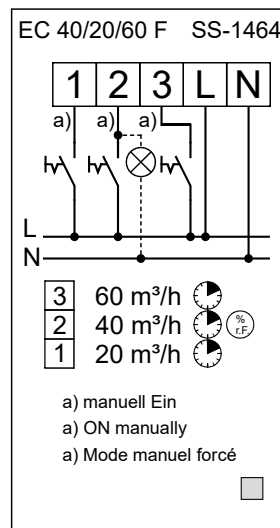 EC 40/20/60 F SS-1464
1 2 3 L N
a) a) a)
L
N
3 60 m³/h
2 40 m³/h % r.F.
1 20 m³/h
a) manuell Ein
a) ON manually
a) Mode manuel forcé